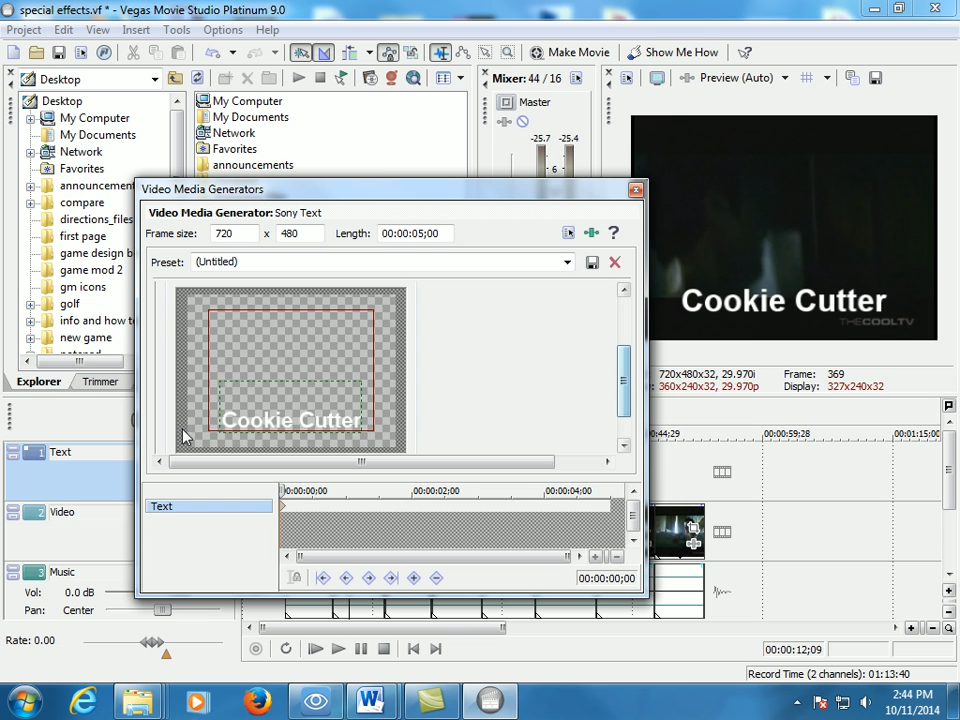 special effects.vf * - Vegas Movie Studio Platinum 9.0
Project Edit View Insert Tools Options Help
Make Movie Show Me How
Desktop
Mixer: 44 / 16
Preview (Auto)
Desktop
My Computer
My Documents
Network
Favorites
announcement
compare
directions_files
first page
game design b
game mod 2
gm icons
golf
info and how to
new game
My Computer
My Documents
Network
Favorites
announcements
Master
-25.7 -25.4
6
Explorer Trimmer
Video Media Generators
Video Media Generator: Sony Text
Frame size: 720 x 480 Length: 00:00:05;00
Preset: (Untitled)
Cookie Cutter
Text
00:00:00;00 00:00:02;00 00:00:04;00
00:00:00;00
Cookie Cutter
THECOOLTV
720x480x32, 29.970i Frame: 369
360x240x32, 29.970p Display: 327x240x32
:44;29 00:00:59;28 00:01:15;00
1 Text
2 Video
3 Music
Vol: 0.0 dB
Pan: Center
Rate: 0.00
00:00:12;09
Record Time (2 channels): 01:13:40
2:44 PM
10/11/2014